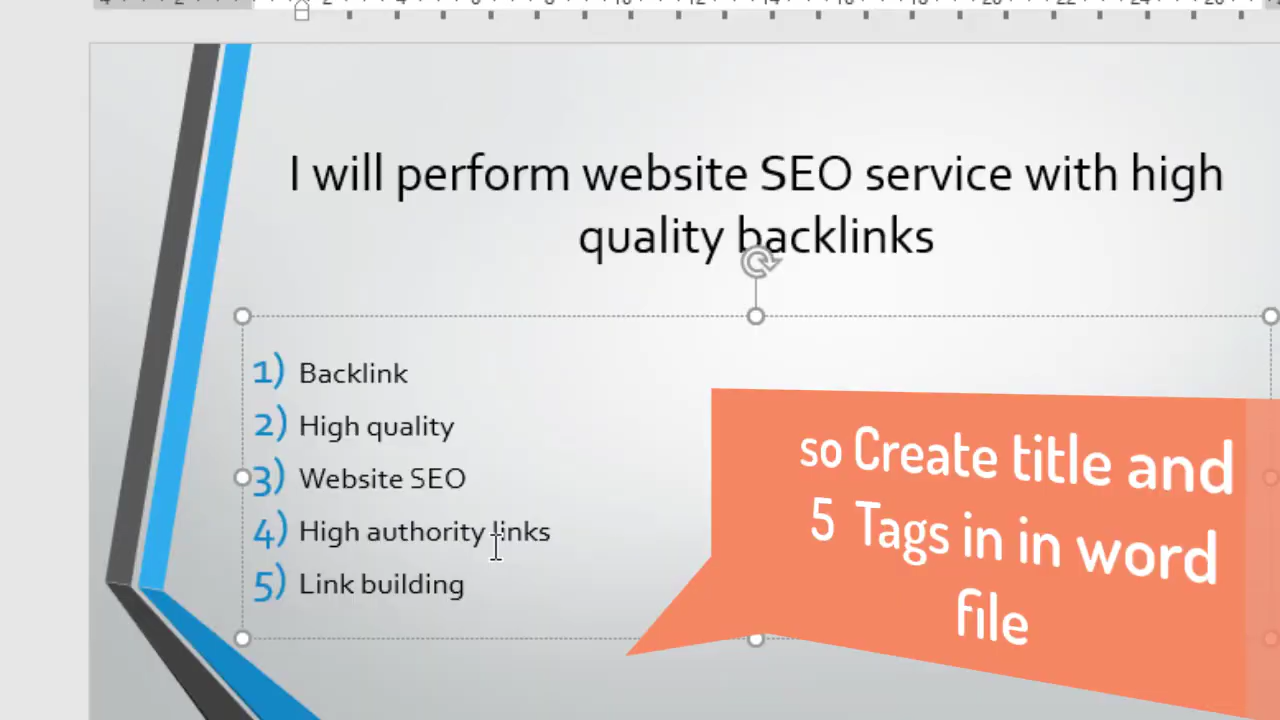 I will perform website SEO service with high
quality backlinks
1) Backlink
2) High quality
3) Website SEO
4) High authority links
5) Link building
so Create title and
5 Tags in in word
file